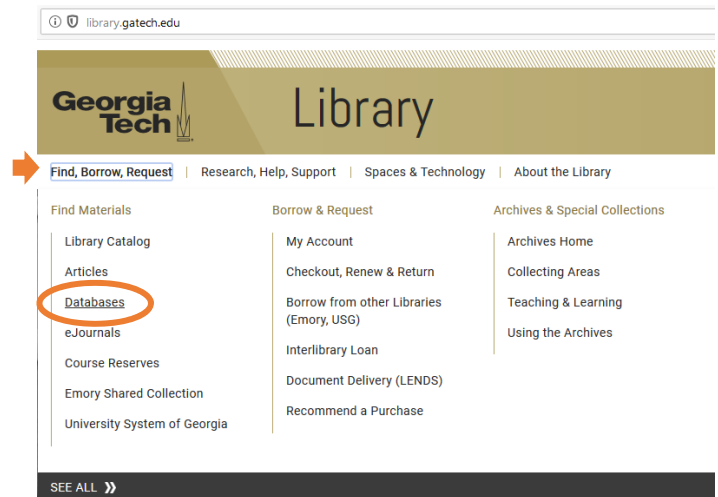 library.gatech.edu
Georgia
Tech
Library
Find, Borrow, Request | Research, Help, Support | Spaces & Technology | About the Library
Find Materials
Library Catalog
Articles
Databases
eJournals
Course Reserves
Emory Shared Collection
University System of Georgia
Borrow & Request
My Account
Checkout, Renew & Return
Borrow from other Libraries
(Emory, USG)
Interlibrary Loan
Document Delivery (LENDS)
Recommend a Purchase
Archives & Special Collections
Archives Home
Collecting Areas
Teaching & Learning
Using the Archives
SEE ALL